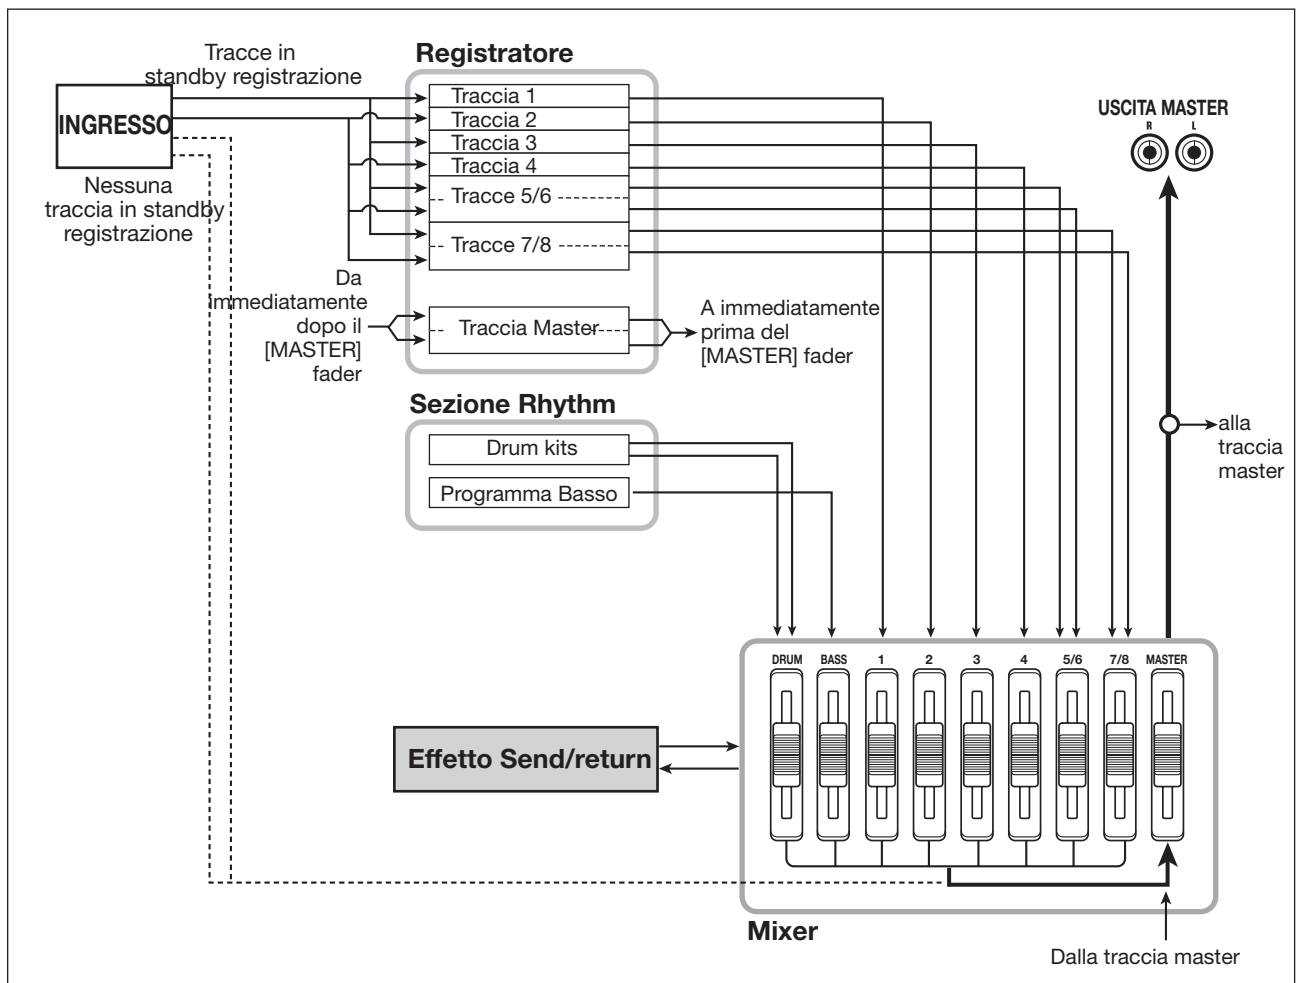 Tracce in
standby registrazione
Registratore
INGRESSO
Traccia 1
Traccia 2
Traccia 3
Traccia 4
Tracce 5/6
Tracce 7/8
USCITA MASTER
R L
Nessuna
traccia in standby
registrazione
Da
immediatamente
dopo il
[MASTER]
fader
Traccia Master
A immediatamente
prima del
[MASTER] fader
Sezione Rhythm
Drum kits
Programma Basso
alla
traccia
master
DRUM BASS 1 2 3 4 5/6 7/8 MASTER
Effetto Send/return
Mixer
Dalla traccia master